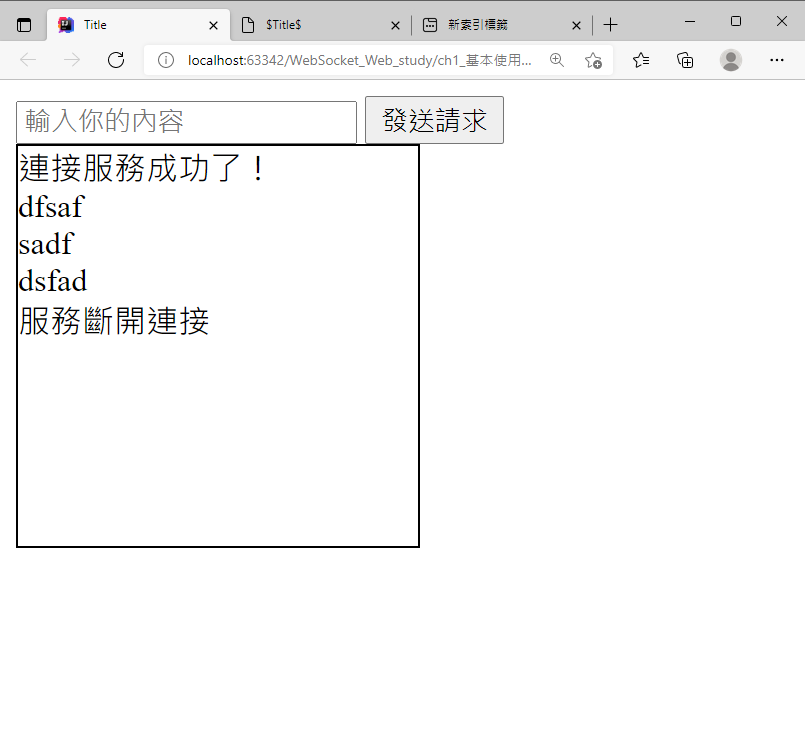 Title
$Title$
新索引標籤
localhost:63342/WebSocket_Web_study/ch1_基本使用...
輸入你的內容
發送請求
連接服務成功了！
dfsaf
sadf
dsfad
服務斷開連接